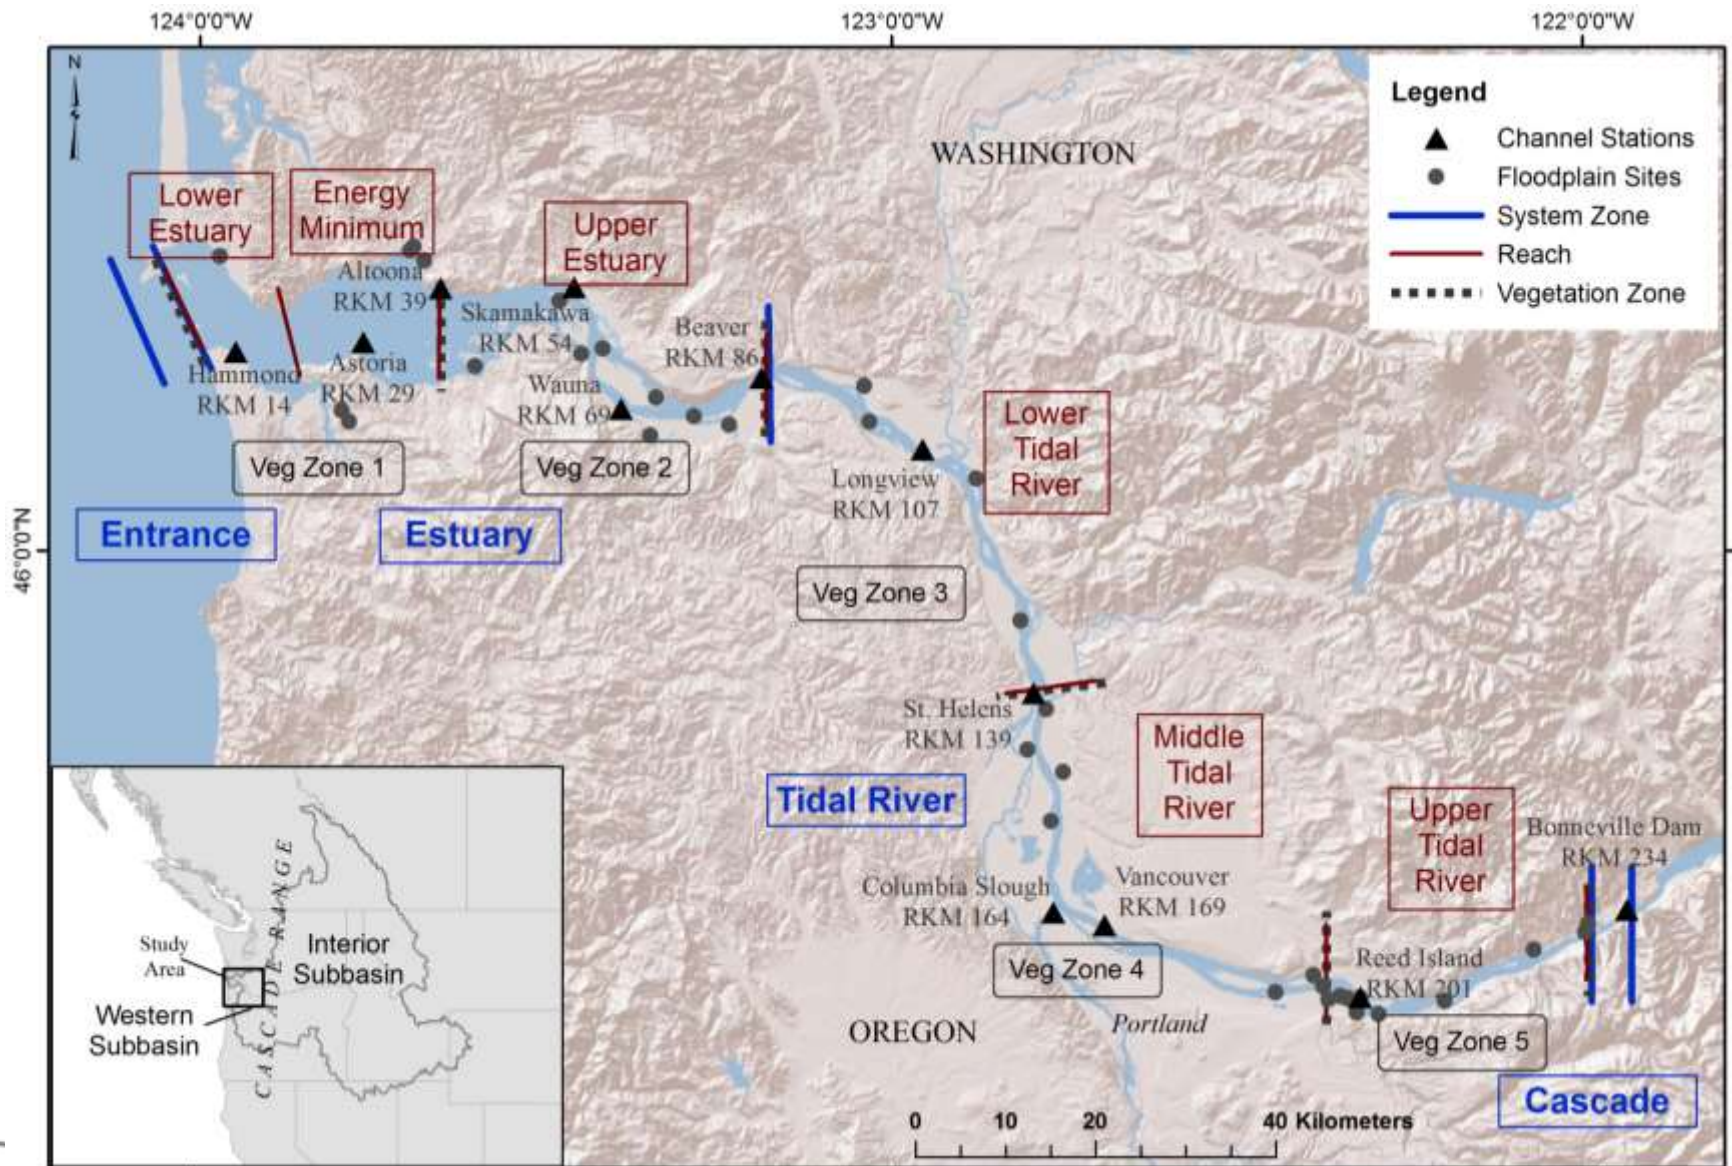 124°0'0"W
123°0'0"W
122°0'0"W
N
Legend
Channel Stations
Floodplain Sites
System Zone
Reach
Vegetation Zone
WASHINGTON
Lower
Estuary
Energy
Minimum
Upper
Estuary
Altoona
RKM 39
Skamakawa
RKM 54
Beaver
RKM 86
Hammond
RKM 14
Astoria
RKM 29
Wauna
RKM 69
Lower
Tidal
River
Veg Zone 1
Veg Zone 2
Longview
RKM 107
Entrance
Estuary
46°0'0"N
Veg Zone 3
St. Helens
RKM 139
Middle
Tidal
River
Tidal River
Upper
Tidal
River
Bonneville Dam
RKM 234
Columbia Slough
RKM 164
Vancouver
RKM 169
Veg Zone 4
Reed Island
RKM 201
OREGON
Portland
Veg Zone 5
Cascade
0 10 20 40 Kilometers
CASCADE RANGE
Study
Area
Interior
Subbasin
Western
Subbasin